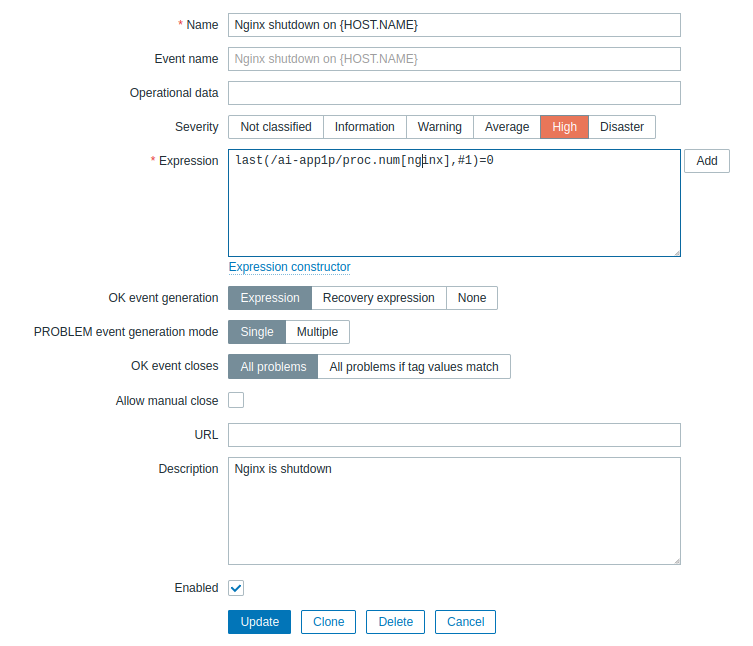 * Name Nginx shutdown on {HOST.NAME}
Event name Nginx shutdown on {HOST.NAME}
Operational data
Severity Not classified Information Warning Average High Disaster
* Expression last(/ai-app1p/proc.num[nginx],#1)=0 Add
Expression constructor
OK event generation Expression Recovery expression None
PROBLEM event generation mode Single Multiple
OK event closes All problems All problems if tag values match
Allow manual close
URL
Description Nginx is shutdown
Enabled
Update Clone Delete Cancel